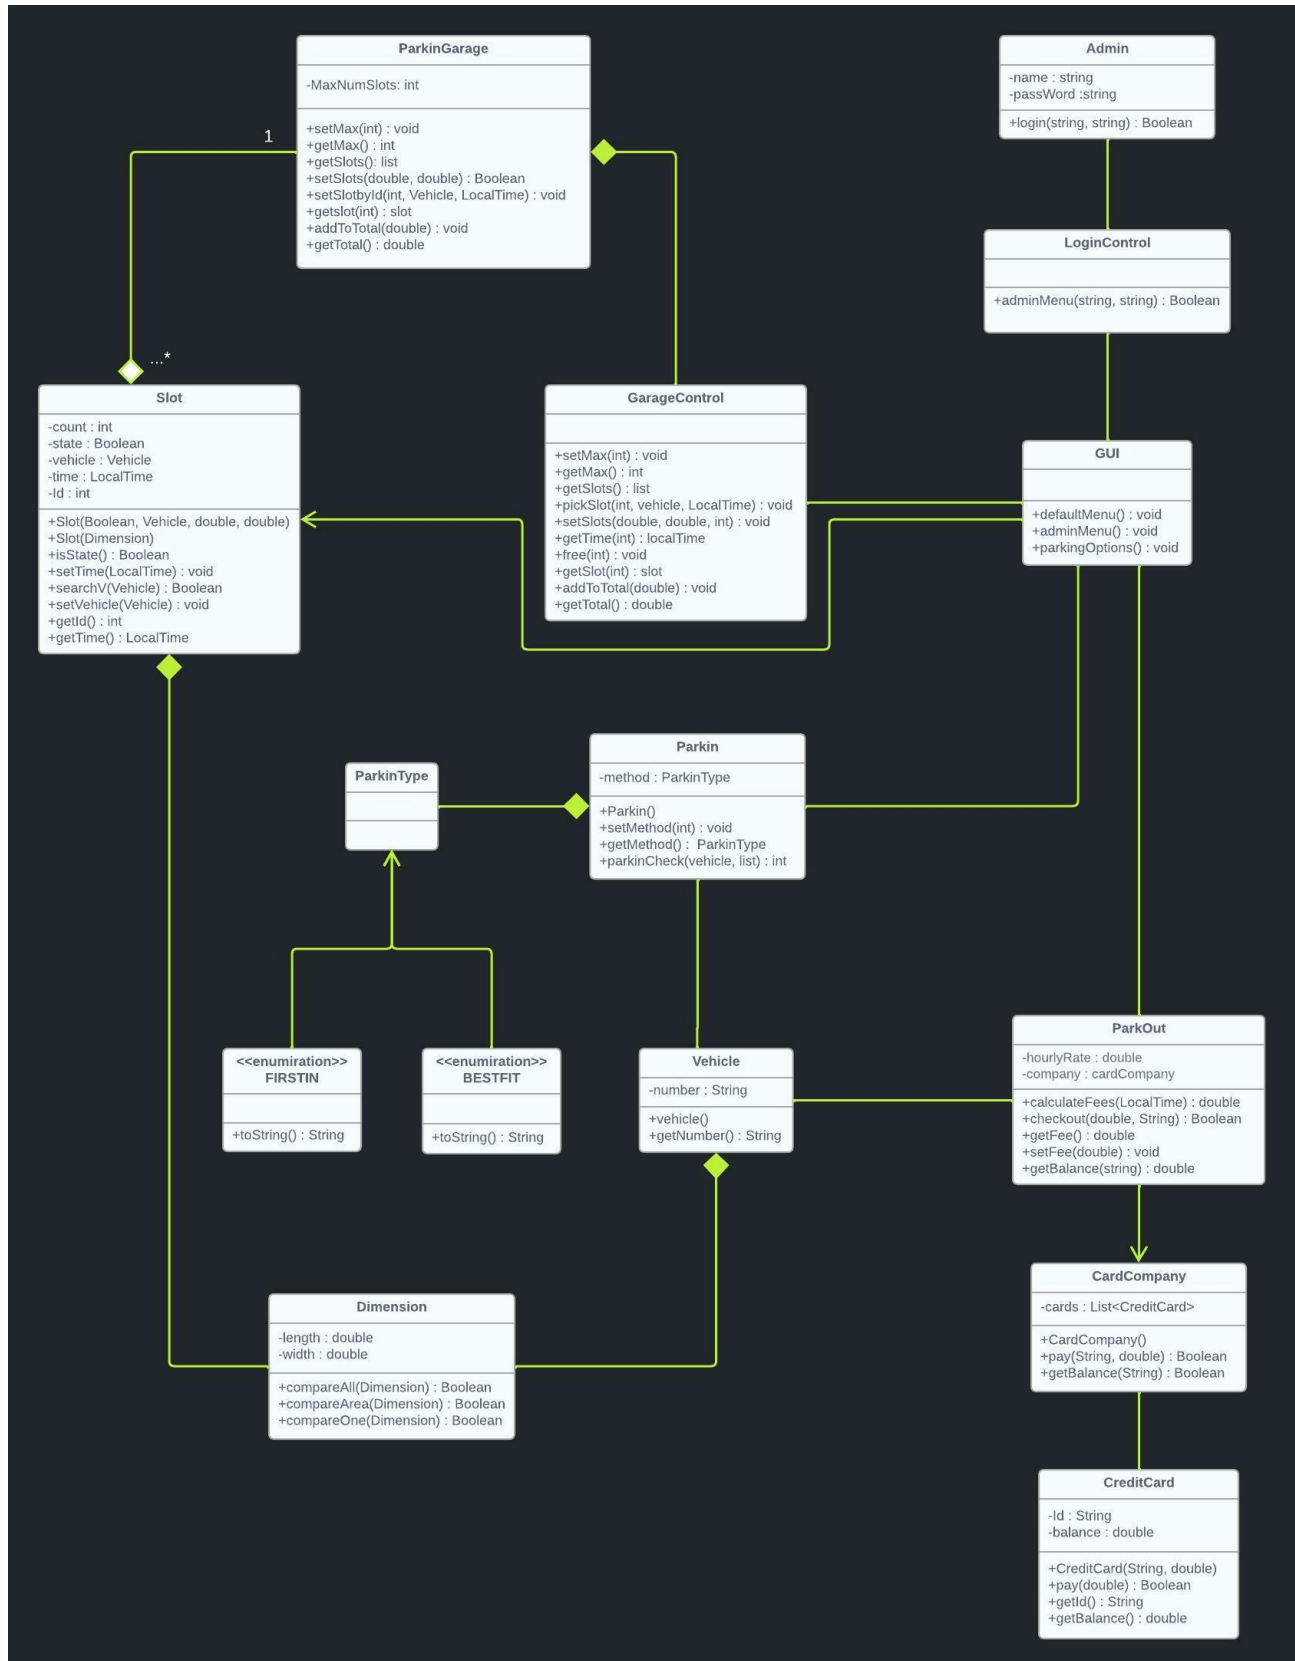 ParkinGarage
-MaxNumSlots: int
+setMax(int) : void
+getMax() : int
+getSlots(): list
+setSlots(double, double) : Boolean
+setSlotbyId(int, Vehicle, LocalTime) : void
+getslot(int) : slot
+addToTotal(double) : void
+getTotal() : double
Admin
-name : string
-passWord :string
+login(string, string) : Boolean
1
LoginControl
+adminMenu(string, string) : Boolean
...*
Slot
-count : int
-state : Boolean
-vehicle : Vehicle
-time : LocalTime
-Id : int
+Slot(Boolean, Vehicle, double, double)
+Slot(Dimension)
+isState() : Boolean
+setTime(LocalTime) : void
+searchV(Vehicle) : Boolean
+setVehicle(Vehicle) : void
+getId() : int
+getTime() : LocalTime
GarageControl
+setMax(int) : void
+getMax() : int
+getSlots() : list
+pickSlot(int, vehicle, LocalTime) : void
+setSlots(double, double, int) : void
+getTime(int) : localTime
+free(int) : void
+getSlot(int) : slot
+addToTotal(double) : void
+getTotal() : double
GUI
+defaultMenu() : void
+adminMenu() : void
+parkingOptions() : void
ParkinType
Parkin
-method : ParkinType
+Parkin()
+setMethod(int) : void
+getMethod() :  ParkinType
+parkinCheck(vehicle, list) : int
<<enumiration>>
FIRSTIN
+toString() : String
<<enumiration>>
BESTFIT
+toString() : String
Vehicle
-number : String
+vehicle()
+getNumber() : String
ParkOut
-hourlyRate : double
-company : cardCompany
+calculateFees(LocalTime) : double
+checkout(double, String) : Boolean
+getFee() : double
+setFee(double) : void
+getBalance(string) : double
Dimension
-length : double
-width : double
+compareAll(Dimension) : Boolean
+compareArea(Dimension) : Boolean
+compareOne(Dimension) : Boolean
CardCompany
-cards : List<CreditCard>
+CardCompany()
+pay(String, double) : Boolean
+getBalance(String) : Boolean
CreditCard
-Id : String
-balance : double
+CreditCard(String, double)
+pay(double) : Boolean
+getId() : String
+getBalance() : double